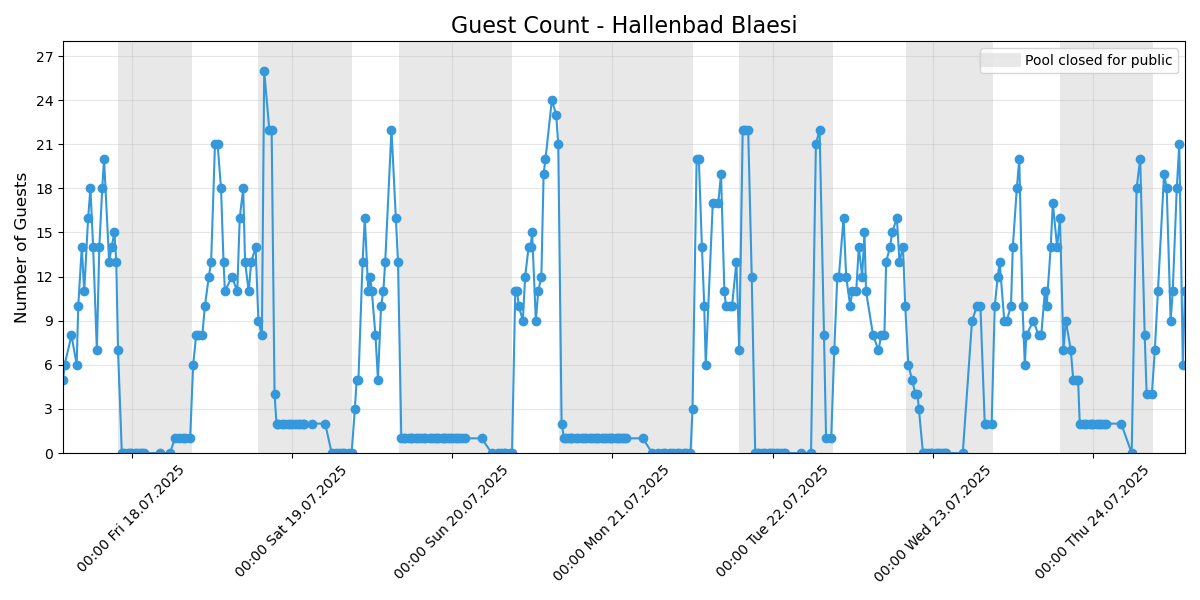 Guest Count - Hallenbad Blaesi
Pool closed for public
Number of Guests
27
24
21
18
15
12
9
6
3
0
00:00 Fri 18.07.2025
00:00 Sat 19.07.2025
00:00 Sun 20.07.2025
00:00 Mon 21.07.2025
00:00 Tue 22.07.2025
00:00 Wed 23.07.2025
00:00 Thu 24.07.2025